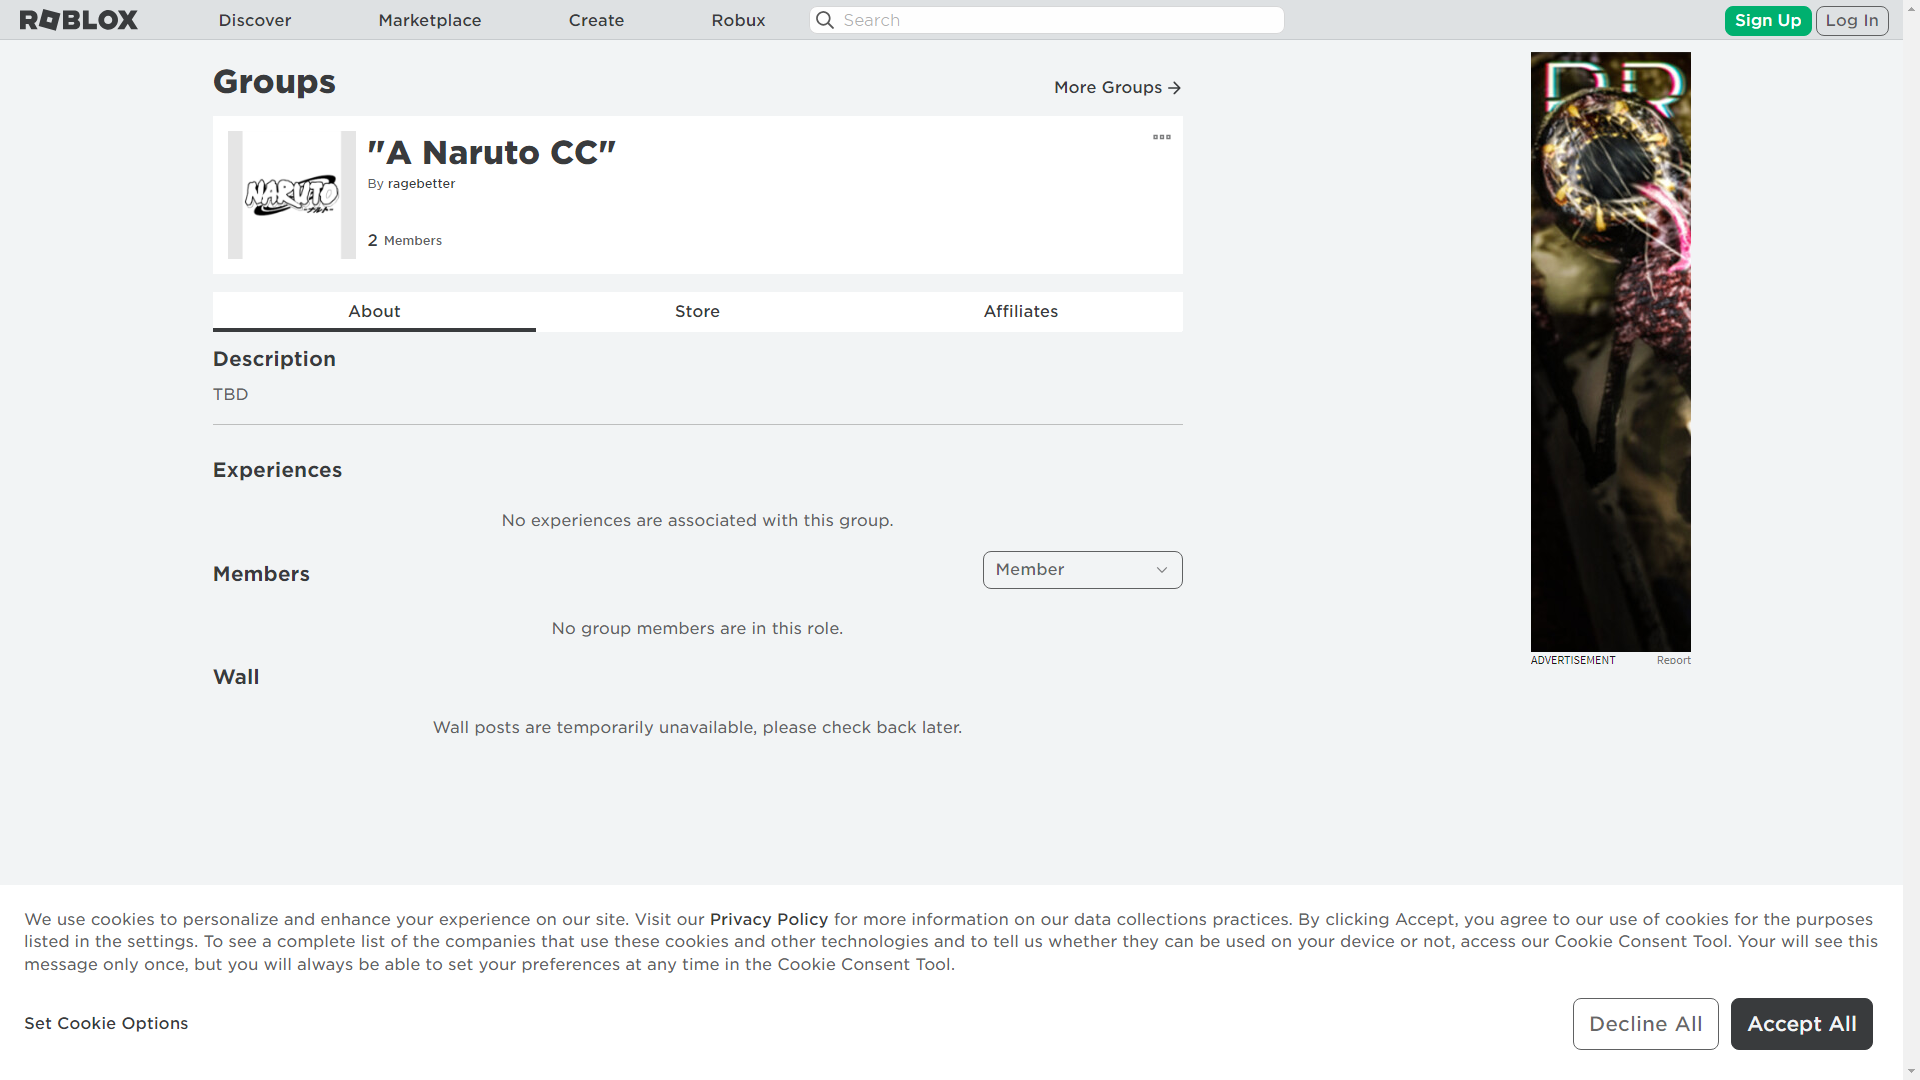 ROBLOX
Discover
Marketplace
Create
Robux
Search
Sign Up
Log In
Groups
More Groups
NARUTO
ナルト
"A Naruto CC"
By ragebetter
2 Members
About
Store
Affiliates
Description
TBD
Experiences
No experiences are associated with this group.
Members
Member
No group members are in this role.
Wall
Wall posts are temporarily unavailable, please check back later.
ADVERTISEMENT
Report
We use cookies to personalize and enhance your experience on our site. Visit our Privacy Policy for more information on our data collections practices. By clicking Accept, you agree to our use of cookies for the purposes
listed in the settings. To see a complete list of the companies that use these cookies and other technologies and to tell us whether they can be used on your device or not, access our Cookie Consent Tool. Your will see this
message only once, but you will always be able to set your preferences at any time in the Cookie Consent Tool.
Set Cookie Options
Decline All
Accept All